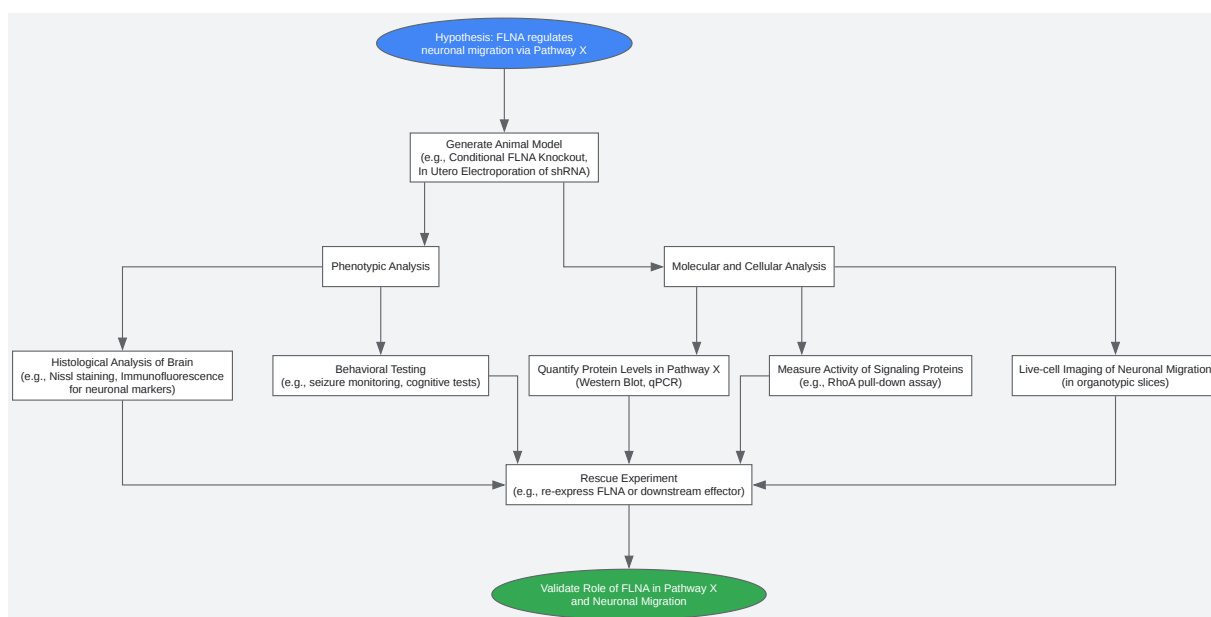 Hypothesis: FLNA regulates
neuronal migration via Pathway X
Generate Animal Model
(e.g., Conditional FLNA Knockout,
In Utero Electroporation of shRNA)
Phenotypic Analysis
Molecular and Cellular Analysis
Histological Analysis of Brain
(e.g., Nissl staining, Immunofluorescence
for neuronal markers)
Behavioral Testing
(e.g., seizure monitoring, cognitive tests)
Quantify Protein Levels in Pathway X
(Western Blot, qPCR)
Measure Activity of Signaling Proteins
(e.g., RhoA pull-down assay)
Live-cell Imaging of Neuronal Migration
(in organotypic slices)
Rescue Experiment
(e.g., re-express FLNA or downstream effector)
Validate Role of FLNA in Pathway X
and Neuronal Migration